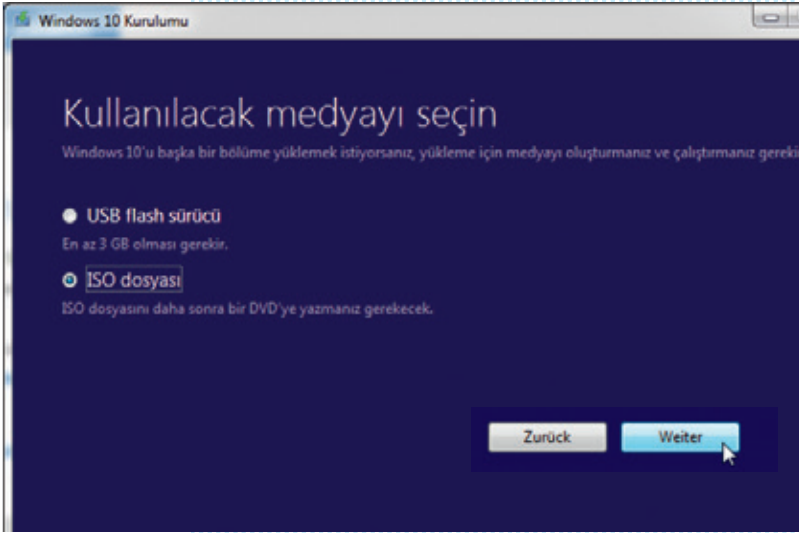 Windows 10 Kurulumu
Kullanılacak medyayı seçin
Windows 10'u başka bir bölüme yüklemek istiyorsanız, yükleme için medyayı oluşturmanız ve çalıştırmanız gereki
USB flash sürücü
En az 3 GB olması gerekir.
ISO dosyası
ISO dosyasını daha sonra bir DVD'ye yazmanız gerekecek.
Zurück
Weiter